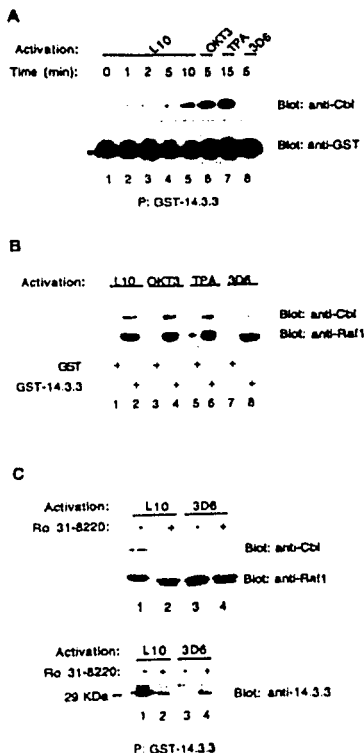 A
Activation: L10 OKT3 TPA 3D6
Time (min): 0 1 2 5 10 5 15 5
Blot: anti-Cbl
Blot: anti-GST
1 2 3 4 5 6 7 8
P: GST-14.3.3
B
Activation: L10 OKT3 TPA 3D6
Blot: anti-Cbl
Blot: anti-Raf1
GST + + + +
GST-14.3.3 + + + +
1 2 3 4 5 6 7 8
C
Activation: L10 3D6
Ro 31-8220: - + - +
Blot: anti-Cbl
Blot: anti-Raf1
1 2 3 4
Activation: L10 3D6
Ro 31-8220: - + - +
29 KDa
Blot: anti-14.3.3
1 2 3 4
P: GST-14.3.3